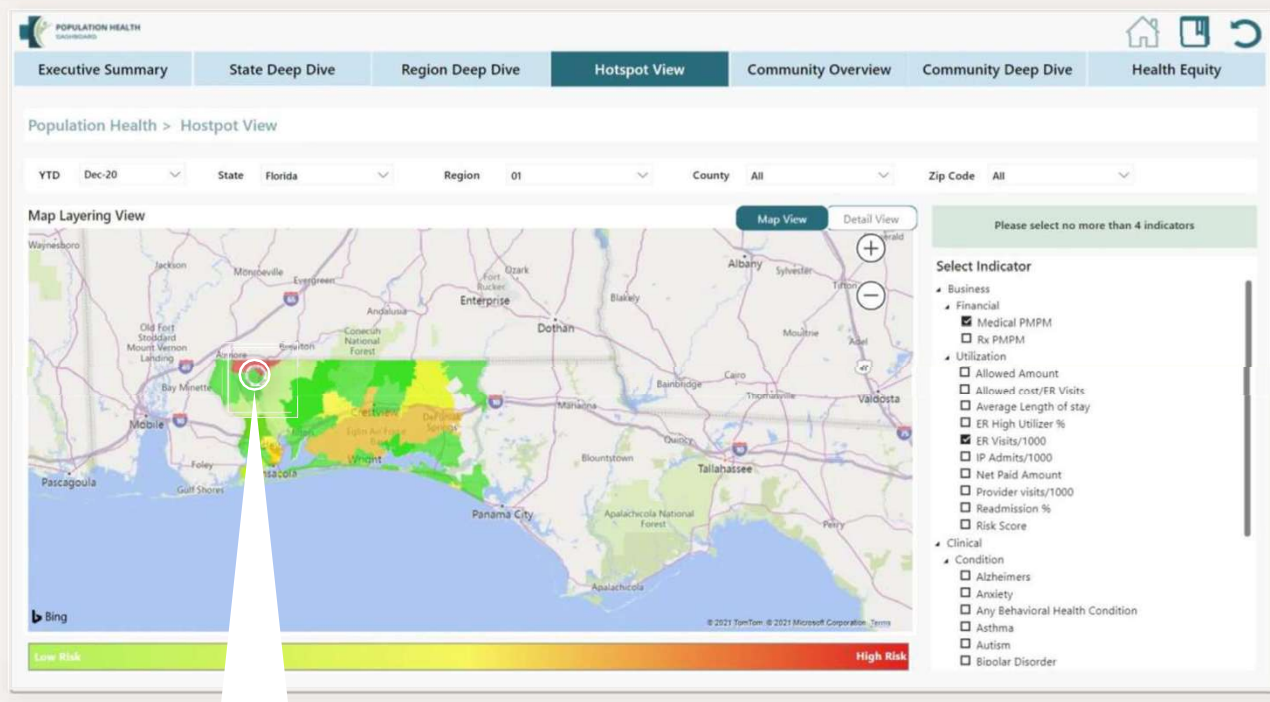 POPULATION HEALTH
DASHBOARD
Executive Summary
State Deep Dive
Region Deep Dive
Hotspot View
Community Overview
Community Deep Dive
Health Equity
Population Health > Hostpot View
YTD Dec-20
State Florida
Region 01
County All
Zip Code All
Map Layering View
Map View
Detail View
Please select no more than 4 indicators
Select Indicator
Business
Financial
Medical PMPM
Rx PMPM
Utilization
Allowed Amount
Allowed cost/ER Visits
Average Length of stay
ER High Utilizer %
ER Visits/1000
IP Admits/1000
Net Paid Amount
Provider visits/1000
Readmission %
Risk Score
Clinical
Condition
Alzheimers
Anxiety
Any Behavioral Health Condition
Asthma
Autism
Bipolar Disorder
Waynesboro
Jackson
Monroeville
Evergreen
Fort
Rucker
Ozark
Enterprise
Blakely
Albany
Sylvester
Tifton
Andalusia
Old Fort
Stoddard
Mount Vernon
Landing
Conecuh
National
Forest
Dothan
Moultrie
Adel
Atmore
Brewton
Bay Minette
Bainbridge
Cairo
Thomasville
Valdosta
Mobile
Crestview
DeFuniak
Springs
Marianna
Quincy
Foley
Wright
Blountstown
Tallahassee
Pascagoula
Gulf Shores
Panama City
Apalachicola National
Forest
Perry
Apalachicola
Bing
© 2021 TomTom © 2021 Microsoft Corporation Terms
Low Risk
High Risk